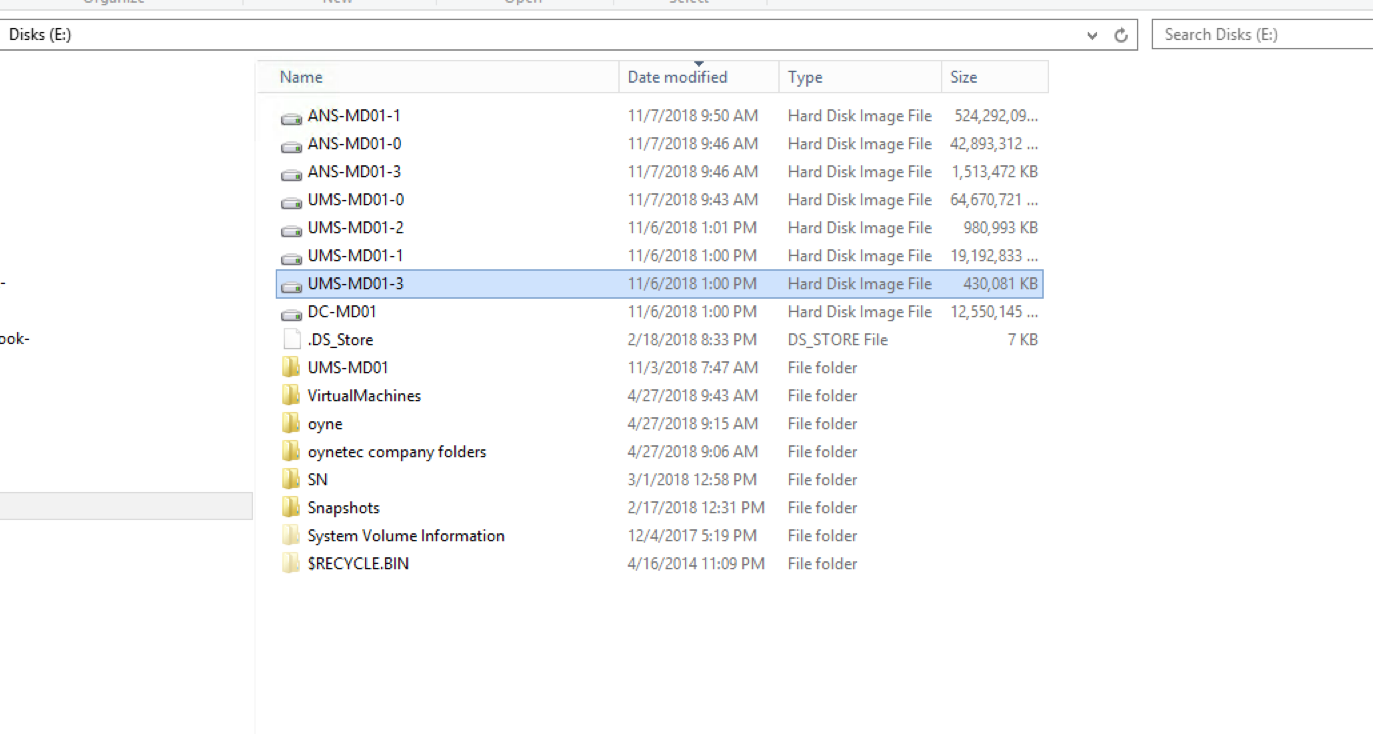 Organize New Open Select
Disks (E:) Search Disks (E:)
Name Date modified Type Size
ANS-MD01-1 11/7/2018 9:50 AM Hard Disk Image File 524,292,09...
ANS-MD01-0 11/7/2018 9:46 AM Hard Disk Image File 42,893,312 ...
ANS-MD01-3 11/7/2018 9:46 AM Hard Disk Image File 1,513,472 KB
UMS-MD01-0 11/7/2018 9:43 AM Hard Disk Image File 64,670,721 ...
UMS-MD01-2 11/6/2018 1:01 PM Hard Disk Image File 980,993 KB
UMS-MD01-1 11/6/2018 1:00 PM Hard Disk Image File 19,192,833 ...
- UMS-MD01-3 11/6/2018 1:00 PM Hard Disk Image File 430,081 KB
DC-MD01 11/6/2018 1:00 PM Hard Disk Image File 12,550,145 ...
ook- .DS_Store 2/18/2018 8:33 PM DS_STORE File 7 KB
UMS-MD01 11/3/2018 7:47 AM File folder
VirtualMachines 4/27/2018 9:43 AM File folder
oyne 4/27/2018 9:15 AM File folder
oynetec company folders 4/27/2018 9:06 AM File folder
SN 3/1/2018 12:58 PM File folder
Snapshots 2/17/2018 12:31 PM File folder
System Volume Information 12/4/2017 5:19 PM File folder
$RECYCLE.BIN 4/16/2014 11:09 PM File folder